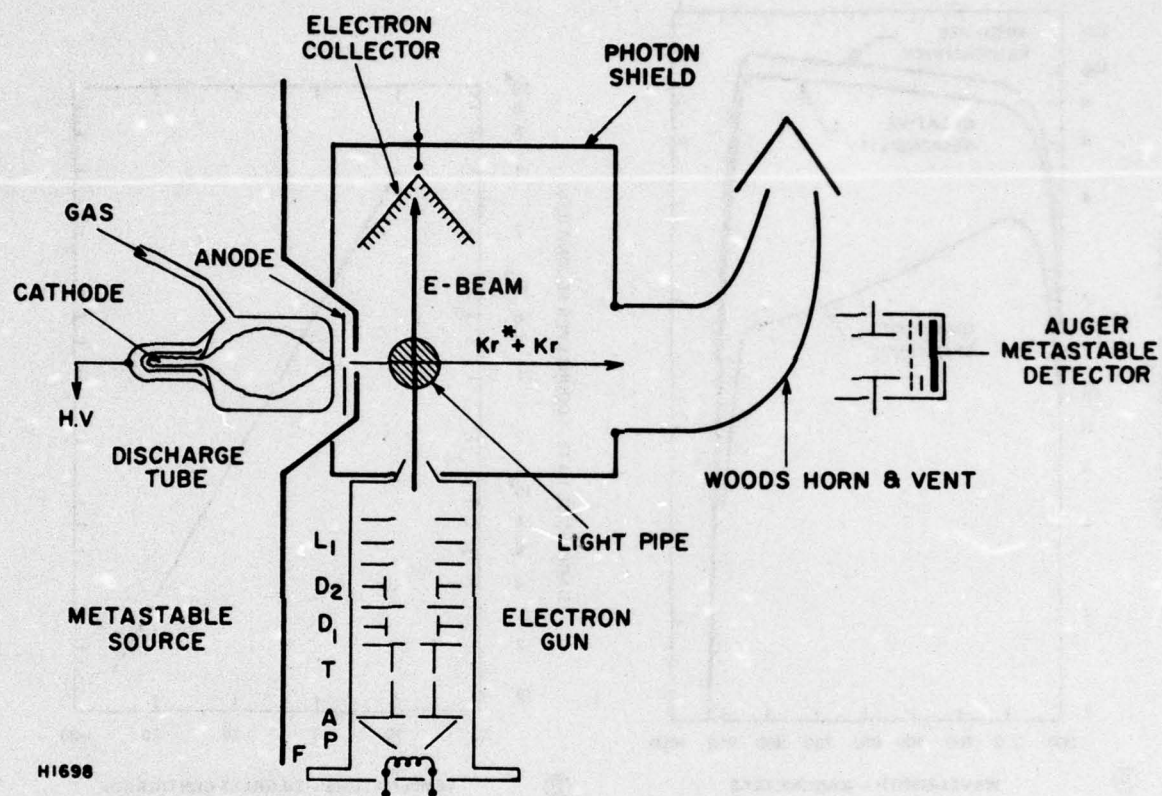 ELECTRON
COLLECTOR
PHOTON
SHIELD
GAS
ANODE
CATHODE
E-BEAM
Kr* + Kr
AUGER
METASTABLE
DETECTOR
H.V
DISCHARGE
TUBE
WOODS HORN & VENT
LIGHT PIPE
L1
D2
METASTABLE
SOURCE
D1
ELECTRON
GUN
T
A
P
F
H1698